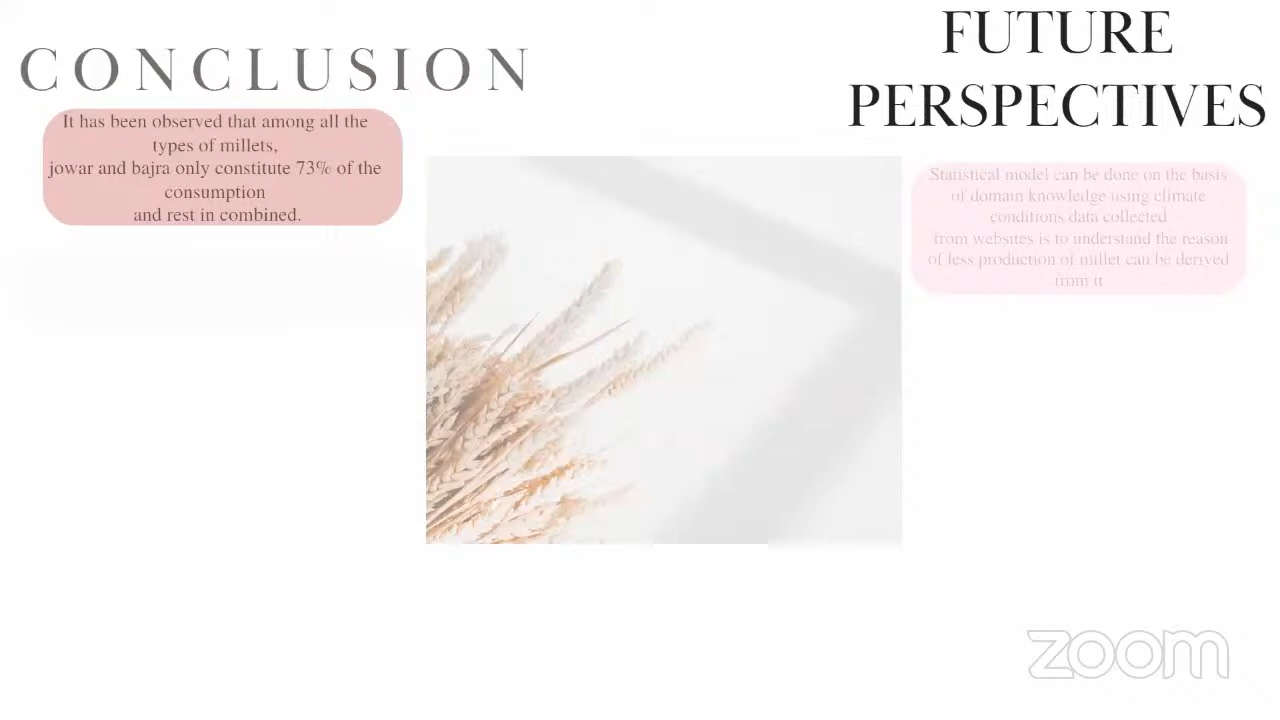 CONCLUSION
It has been observed that among all the
types of millets,
jowar and bajra only constitute 73% of the
consumption
and rest in combined.
FUTURE
PERSPECTIVES
Statistical model can be done on the basis
of domain knowledge using climate
conditions data collected
from websites is to understand the reason
of less production of millet can be derived
from it
zoom